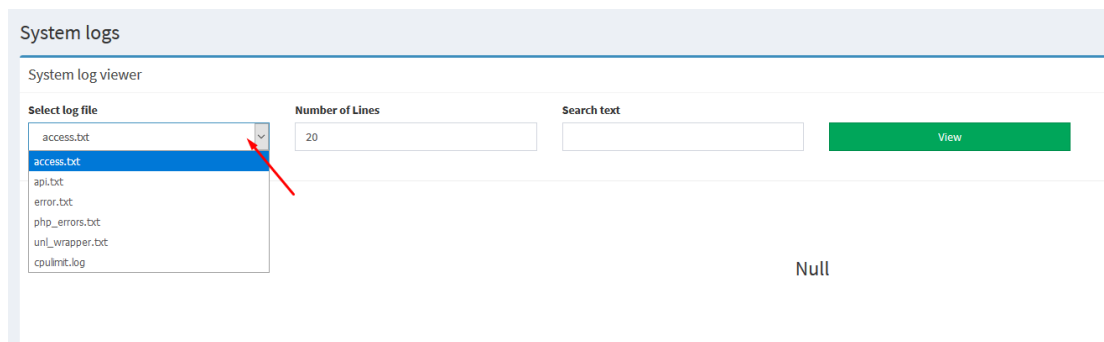 System logs
System log viewer
Select log file
Number of Lines
Search text
access.txt
20
View
access.txt
api.txt
error.txt
php_errors.txt
unl_wrapper.txt
cpulimit.log
Null